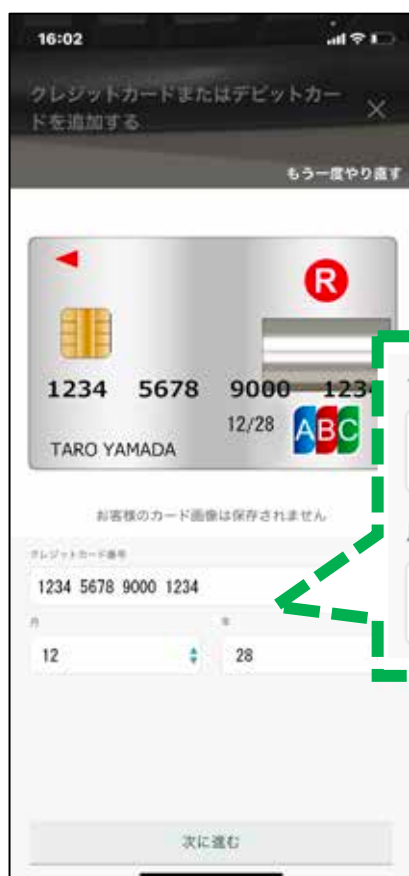 16:02
クレジットカードまたはデビットカー
ドを追加する
もう一度やり直す
R
1234 5678 9000 1234
12/28
ABC
TARO YAMADA
お客様のカード画像は保存されません
クレジットカード番号
1234 5678 9000 1234
月 年
12 28
次に進む